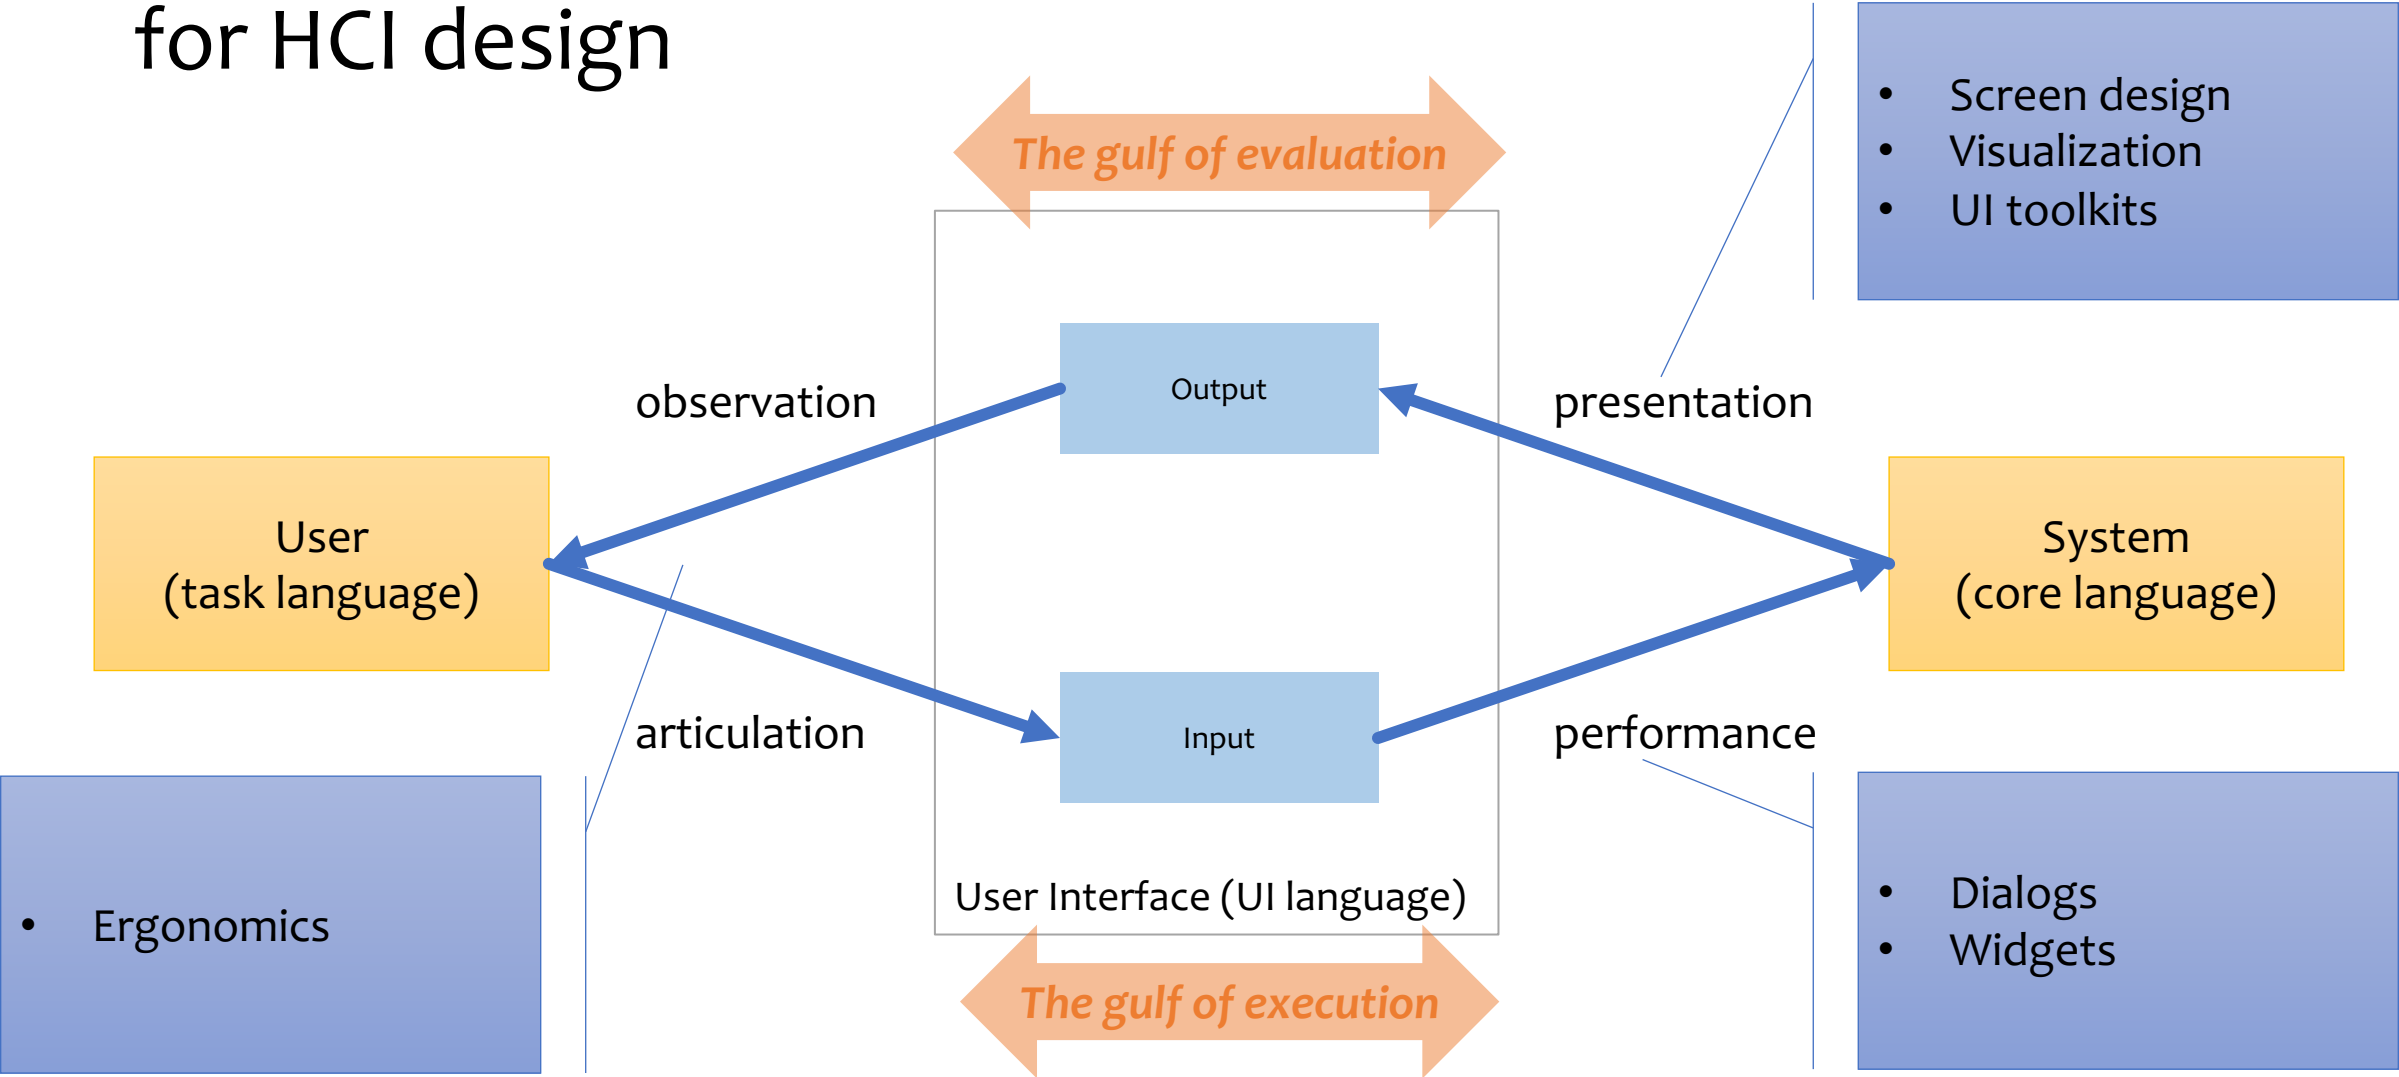 for HCI design
The gulf of evaluation
• Screen design
• Visualization
• UI toolkits
Output
observation
presentation
User
(task language)
System
(core language)
articulation
Input
performance
User Interface (UI language)
• Ergonomics
• Dialogs
• Widgets
The gulf of execution